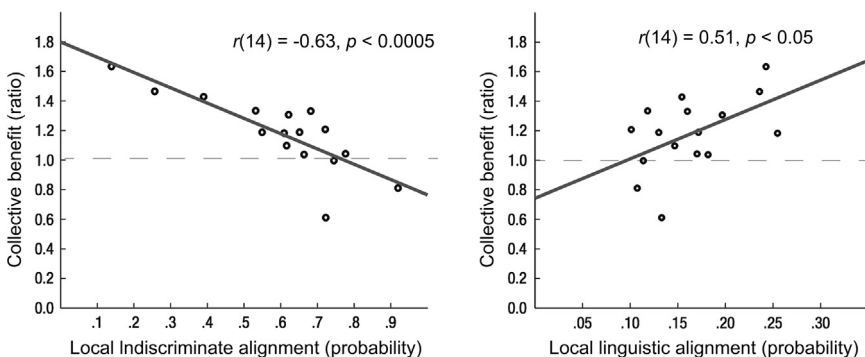 r(14) = -0.63, p < 0.0005
Collective benefit (ratio)
1.8
1.6
1.4
1.2
1.0
0.8
0.6
0.4
0.2
0.0
.1 .2 .3 .4 .5 .6 .7 .8 .9
Local Indiscriminate alignment (probability)
r(14) = 0.51, p < 0.05
Collective benefit (ratio)
1.8
1.6
1.4
1.2
1.0
0.8
0.6
0.4
0.2
0.0
.05 .10 .15 .20 .25 .30
Local linguistic alignment (probability)